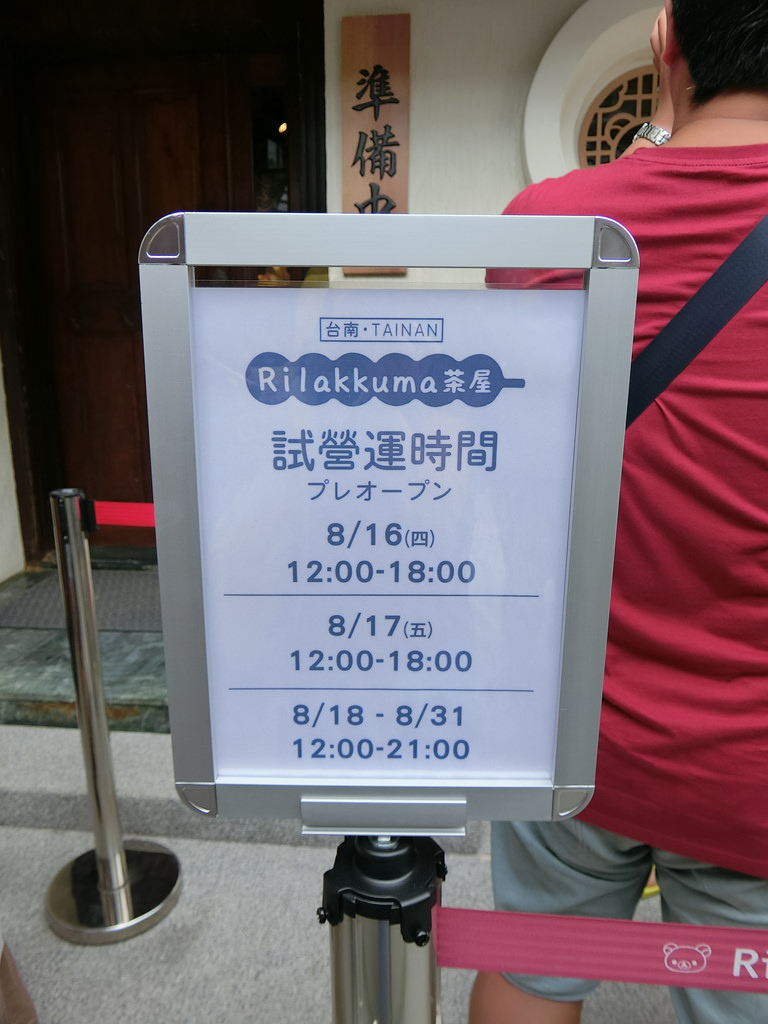 準備中
台南・TAINAN
Rilakkuma茶屋
試營運時間
プレオープン
8/16(四)
12:00-18:00
8/17(五)
12:00-18:00
8/18 - 8/31
12:00-21:00
Ri